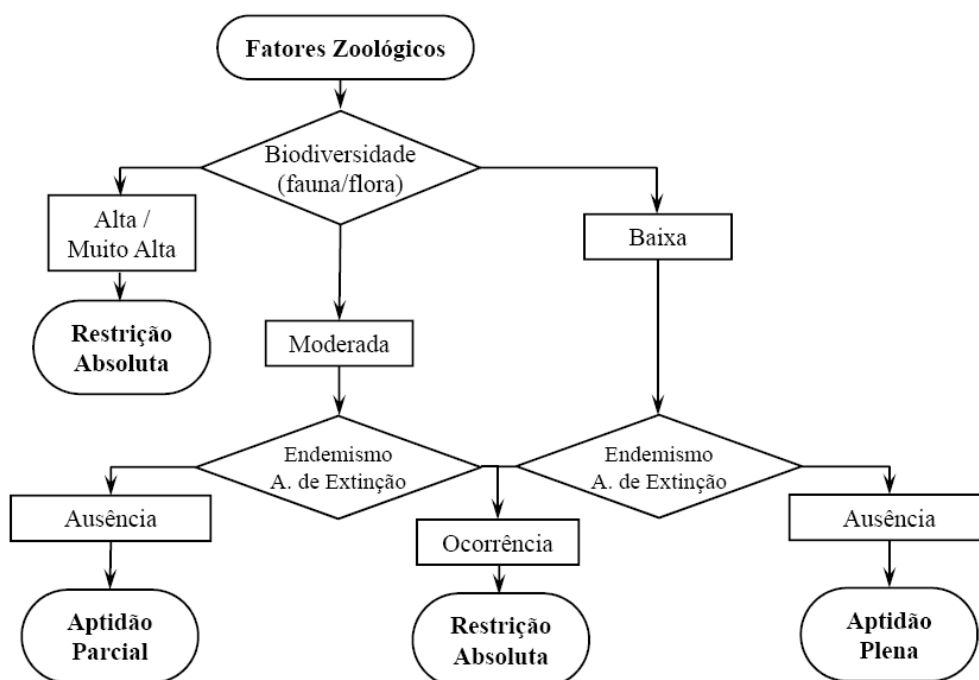 Fatores Zoológicos
Biodiversidade
(fauna/flora)
Alta /
Muito Alta
Baixa
Restrição
Absoluta
Moderada
Endemismo
A. de Extinção
Endemismo
A. de Extinção
Ausência
Ocorrência
Ausência
Aptidão
Parcial
Restrição
Absoluta
Aptidão
Plena